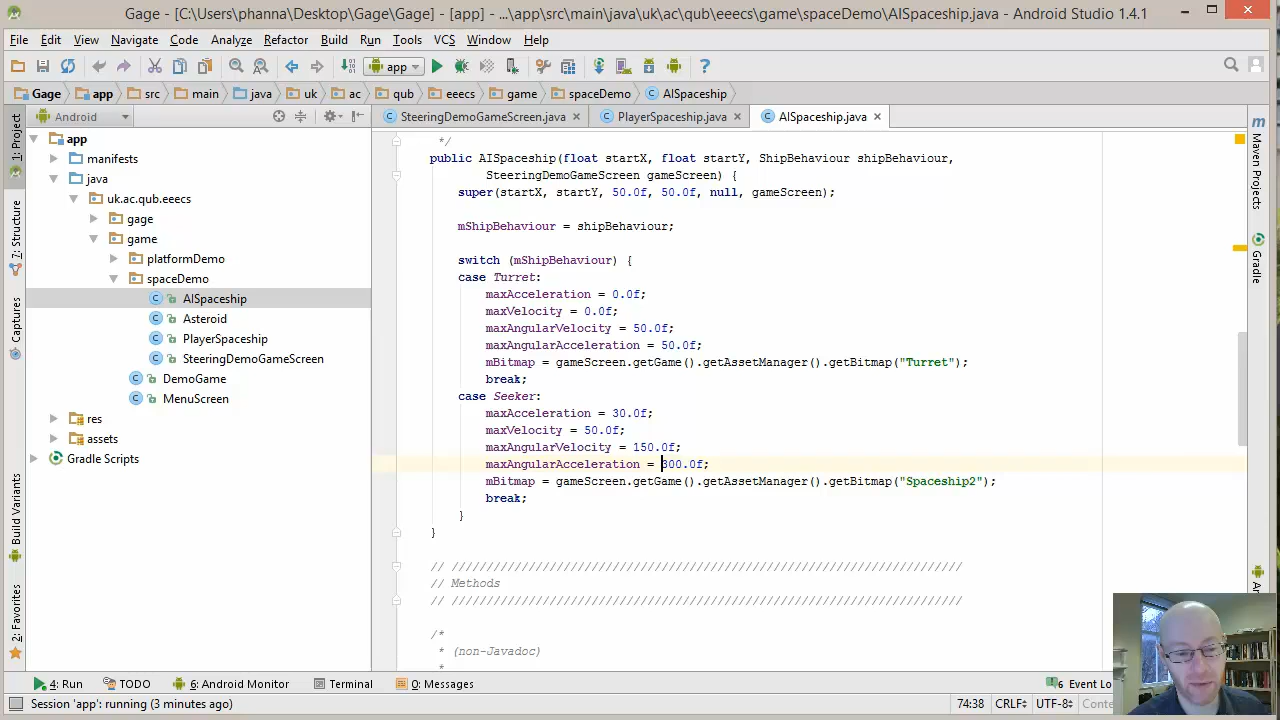 Gage - [C:\Users\phanna\Desktop\Gage\Gage] - [app] - ...\app\src\main\java\uk\ac\qub\eeecs\game\spaceDemo\AISpaceship.java - Android Studio 1.4.1
File Edit View Navigate Code Analyze Refactor Build Run Tools VCS Window Help
app
Gage app src main java uk ac qub eeecs game spaceDemo AISpaceship
Android
SteeringDemoGameScreen.java PlayerSpaceship.java AISpaceship.java
1: Project
7: Structure
Captures
Build Variants
2: Favorites
app
manifests
java
uk.ac.qub.eeecs
gage
game
platformDemo
spaceDemo
AISpaceship
Asteroid
PlayerSpaceship
SteeringDemoGameScreen
DemoGame
MenuScreen
res
assets
Gradle Scripts
*/
public AISpaceship(float startX, float startY, ShipBehaviour shipBehaviour,
SteeringDemoGameScreen gameScreen) {
super(startX, startY, 50.0f, 50.0f, null, gameScreen);
mShipBehaviour = shipBehaviour;
switch (mShipBehaviour) {
case Turret:
maxAcceleration = 0.0f;
maxVelocity = 0.0f;
maxAngularVelocity = 50.0f;
maxAngularAcceleration = 50.0f;
mBitmap = gameScreen.getGame().getAssetManager().getBitmap("Turret");
break;
case Seeker:
maxAcceleration = 30.0f;
maxVelocity = 50.0f;
maxAngularVelocity = 150.0f;
maxAngularAcceleration = 300.0f;
mBitmap = gameScreen.getGame().getAssetManager().getBitmap("Spaceship2");
break;
}
}
// /////////////////////////////////////////////////////////////////////////
// Methods
// /////////////////////////////////////////////////////////////////////////
/*
* (non-Javadoc)
*
Maven Projects
Gradle
4: Run TODO 6: Android Monitor Terminal 0: Messages Event Lo
Session 'app': running (3 minutes ago) 74:38 CRLF UTF-8 Conte